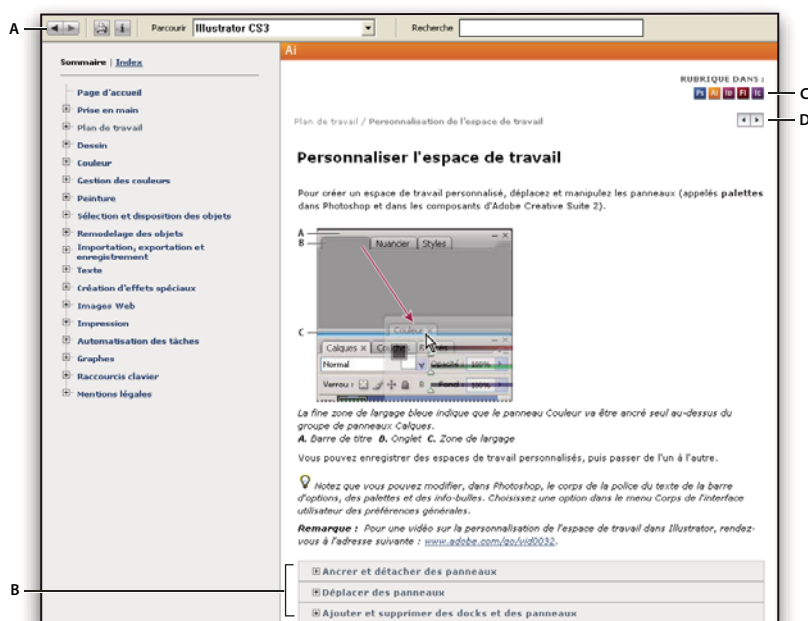 A
Parcourir Illustrator CS3 Recherche
Sommaire | Index
Page d'accueil
Prise en main
Plan de travail
Dessin
Couleur
Gestion des couleurs
Peinture
Sélection et disposition des objets
Remodelage des objets
Importation, exportation et
enregistrement
Texte
Création d'effets spéciaux
Images Web
Impression
Automatisation des tâches
Graphes
Raccourcis clavier
Mentions légales
Ai
RUBRIQUE DANS :
Ps Ai Id Fl Ic
C
D
Plan de travail / Personnalisation de l'espace de travail
Personnaliser l'espace de travail
Pour créer un espace de travail personnalisé, déplacez et manipulez les panneaux (appelés palettes
dans Photoshop et dans les composants d'Adobe Creative Suite 2).
A
B
Nuancier Styles
C
Couleur ×
Calques ×
Normal Opacité : 100%
Verrou : Fond : 100%
La fine zone de largage bleue indique que le panneau Couleur va être ancré seul au-dessus du
groupe de panneaux Calques.
A. Barre de titre B. Onglet C. Zone de largage
Vous pouvez enregistrer des espaces de travail personnalisés, puis passer de l'un à l'autre.
Notez que vous pouvez modifier, dans Photoshop, le corps de la police du texte de la barre
d'options, des palettes et des info-bulles. Choisissez une option dans le menu Corps de l'interface
utilisateur des préférences générales.
Remarque : Pour une vidéo sur la personnalisation de l'espace de travail dans Illustrator, rendez-
vous à l'adresse suivante : www.adobe.com/go/vid0032.
B
Ancrer et détacher des panneaux
Déplacer des panneaux
Ajouter et supprimer des docks et des panneaux